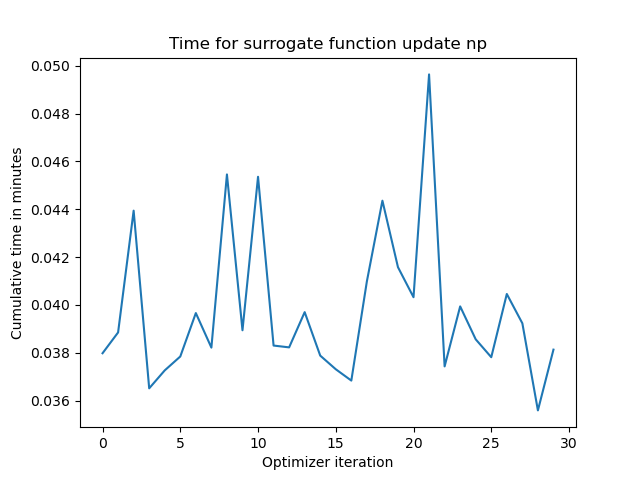 Time for surrogate function update np
Cumulative time in minutes
0.050
0.048
0.046
0.044
0.042
0.040
0.038
0.036
0 5 10 15 20 25 30
Optimizer iteration